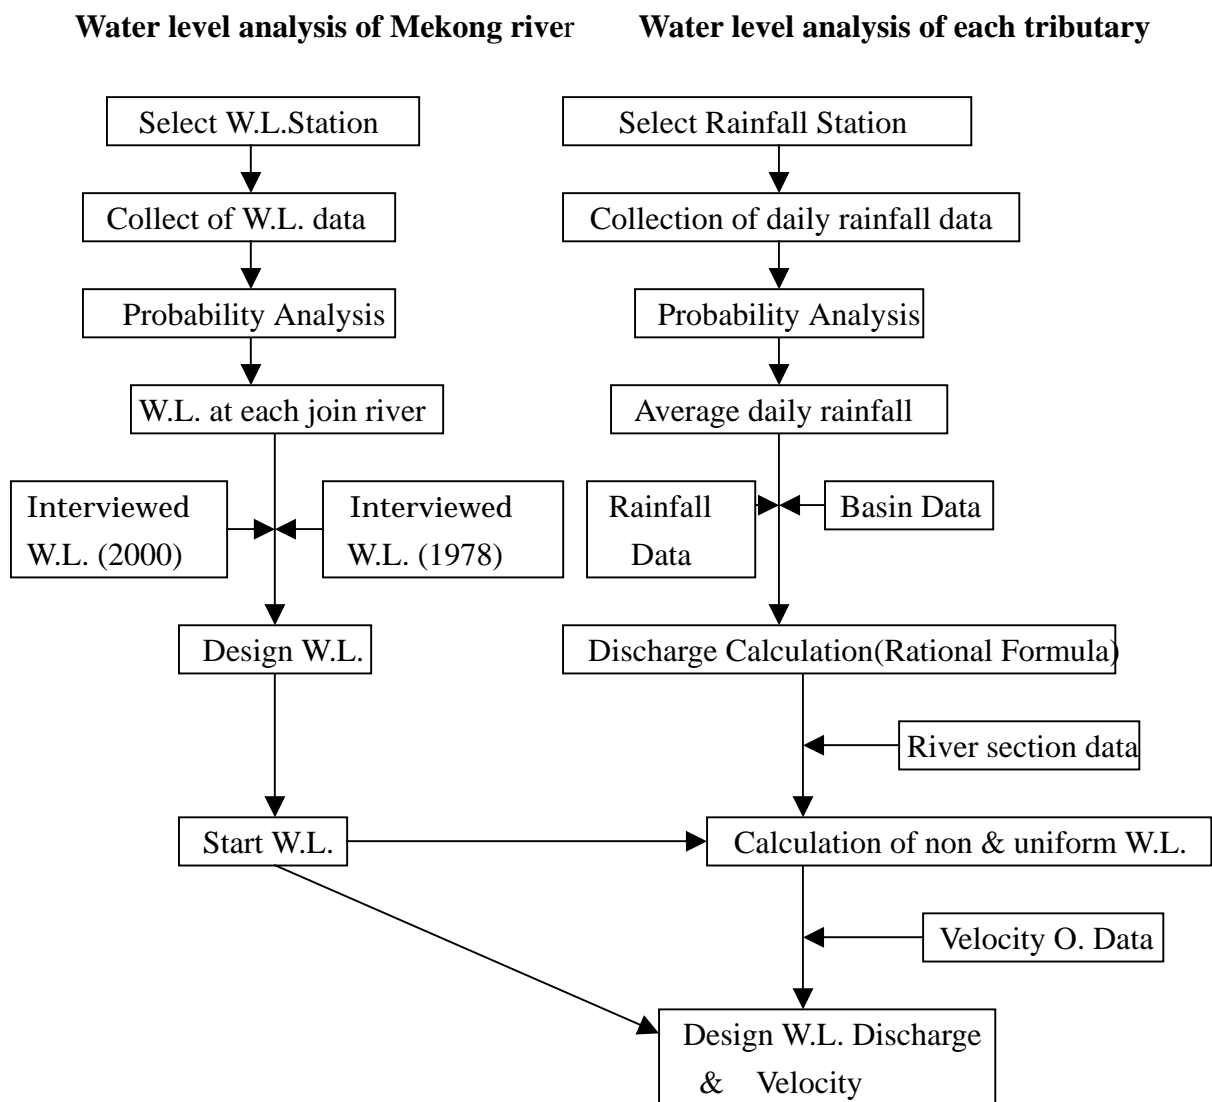 Water level analysis of Mekong river
Water level analysis of each tributary
Select W.L.Station
Select Rainfall Station
Collect of W.L. data
Collection of daily rainfall data
Probability Analysis
Probability Analysis
W.L. at each join river
Average daily rainfall
Interviewed
W.L. (2000)
Interviewed
W.L. (1978)
Rainfall
Data
Basin Data
Design W.L.
Discharge Calculation(Rational Formula)
River section data
Start W.L.
Calculation of non & uniform W.L.
Velocity O. Data
Design W.L. Discharge
& Velocity